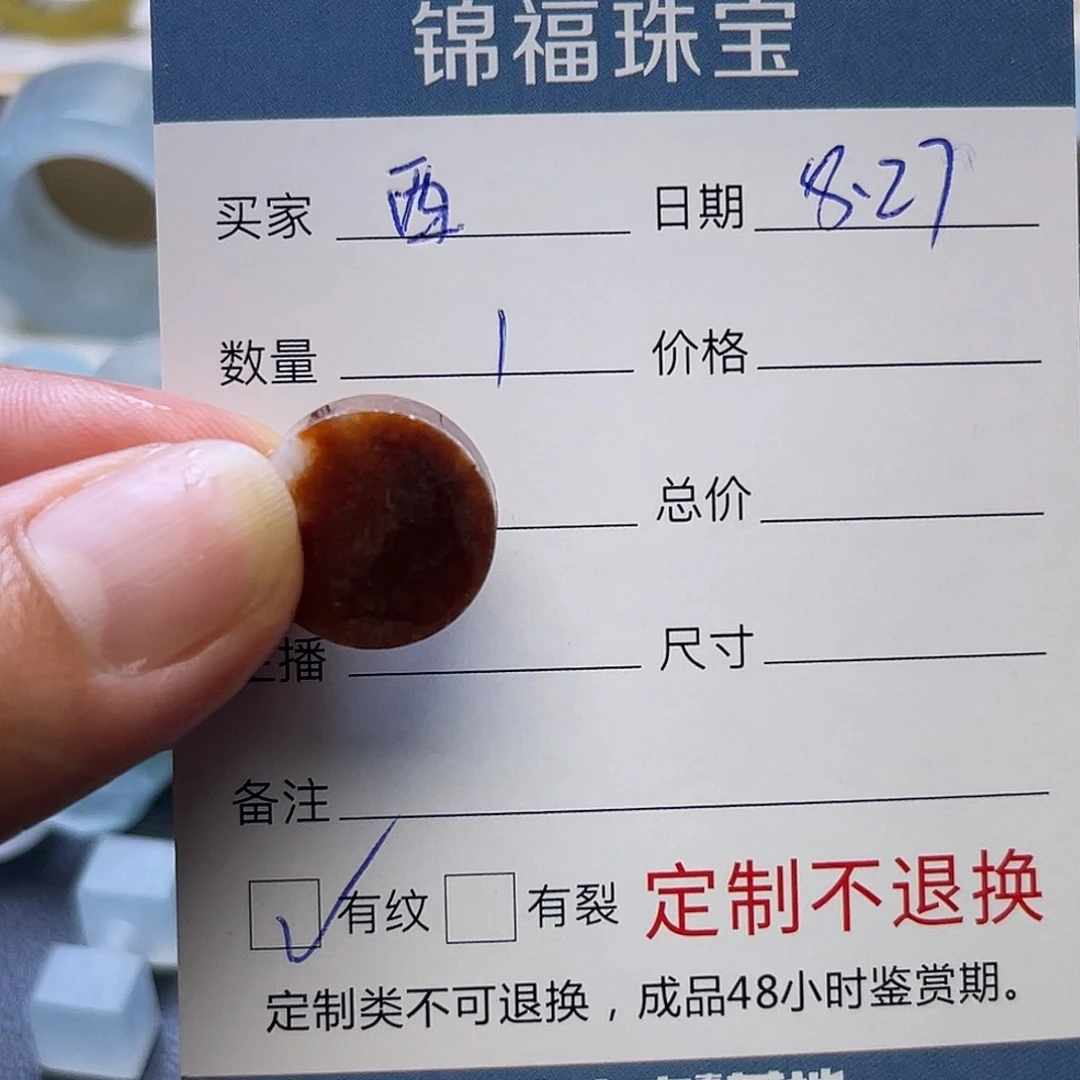 锦福珠宝
买家 日期 8.27
数量 1 价格
总价
主播 尺寸
备注
有纹 有裂 定制不退换
定制类不可退换，成品48小时鉴赏期。